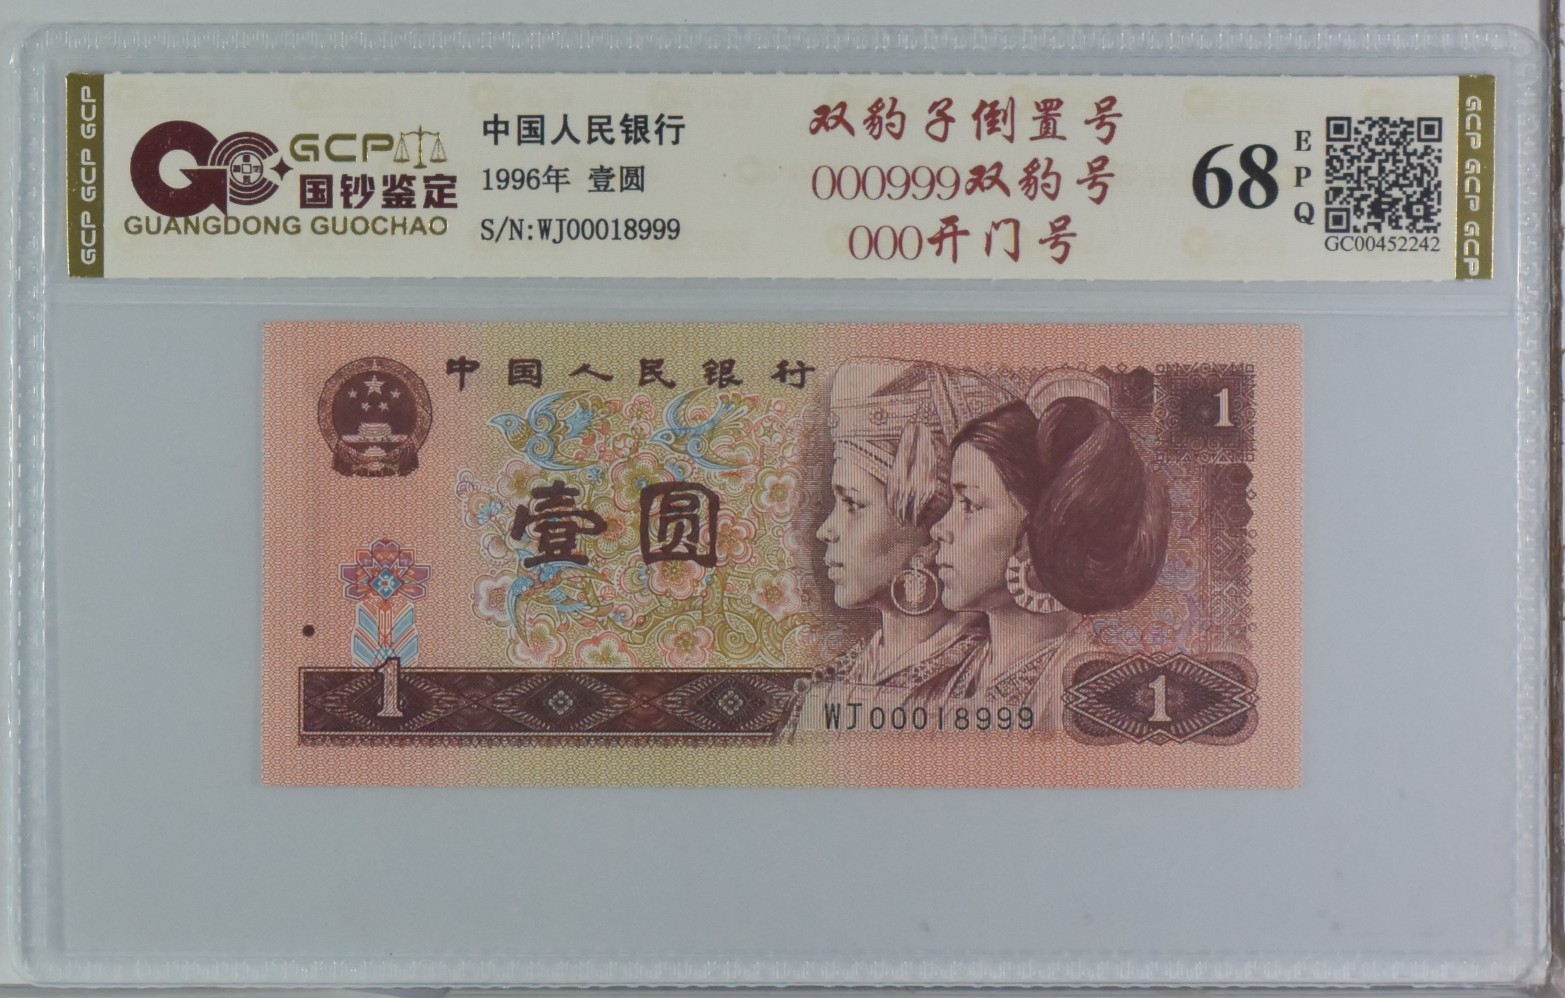 GCP GCP GCP
GCP
国钞鉴定
GUANGDONG GUOCHAO
中国人民银行
1996年 壹圆
S/N:WJ00018999
双豹子倒置号
000999双豹号
000开门号
68
EPQ
GC00452242
GCP GCP GCP GCP
中国人民银行
1
壹圆
1
WJ00018999
1